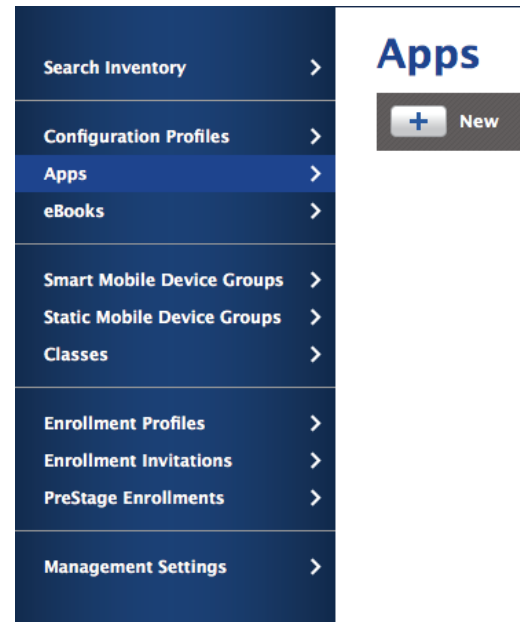 Search Inventory
Configuration Profiles
Apps
eBooks
Smart Mobile Device Groups
Static Mobile Device Groups
Classes
Enrollment Profiles
Enrollment Invitations
PreStage Enrollments
Management Settings
Apps
New